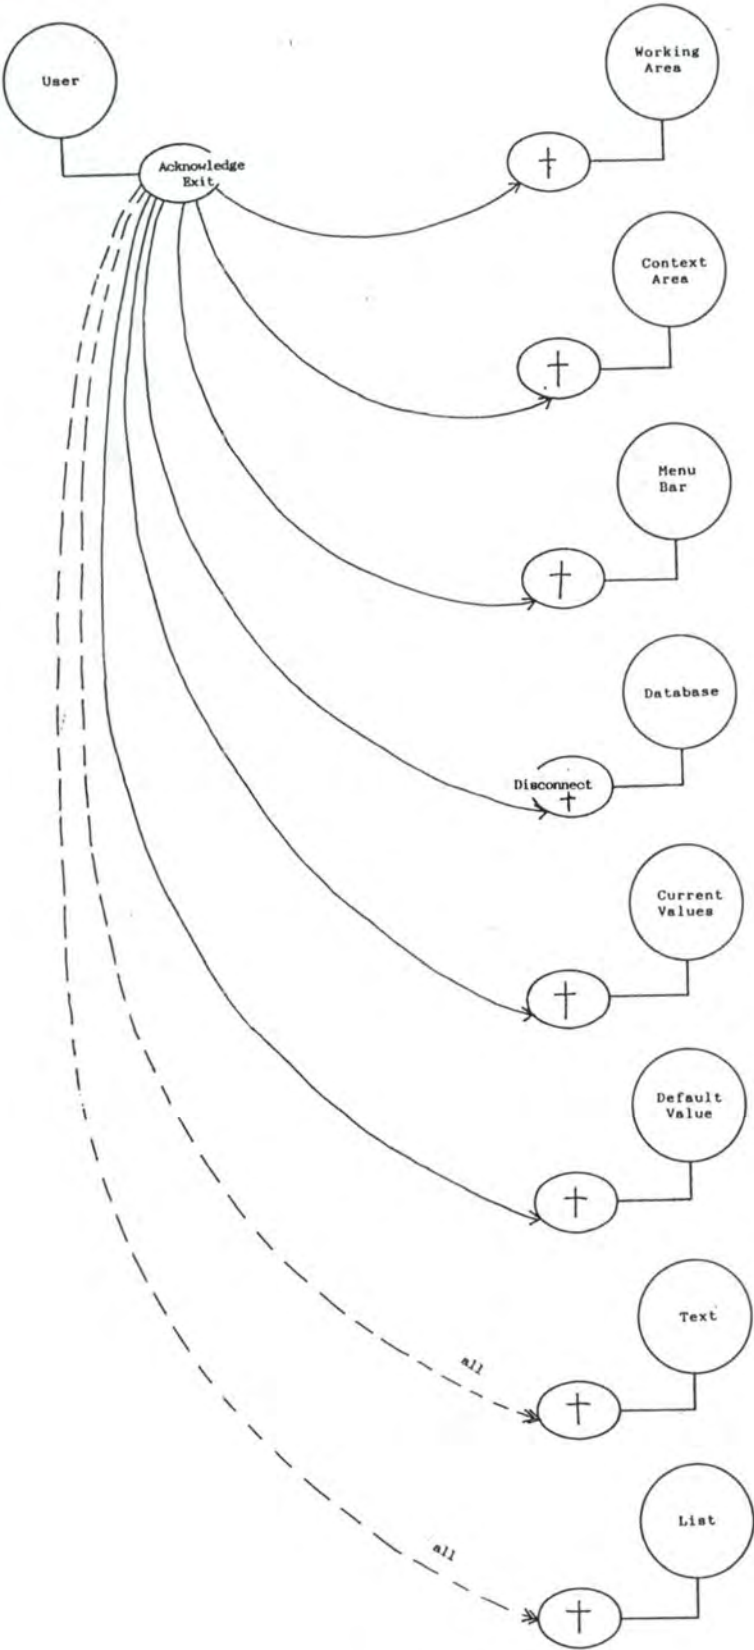 User
Working
Area
Acknowledge
Exit
†
Context
Area
†
Menu
Bar
†
Database
Disconnect
†
Current
Values
†
Default
Value
†
Text
all
†
List
all
†